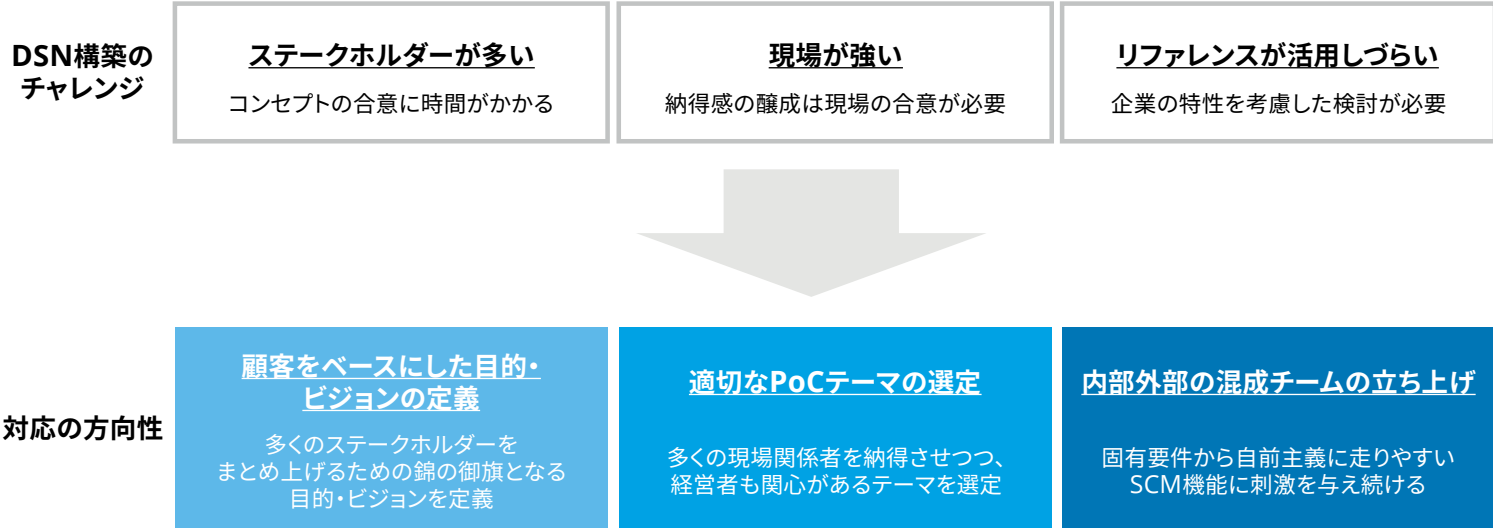 DSN構築の
チャレンジ
ステークホルダーが多い
コンセプトの合意に時間がかかる
現場が強い
納得感の醸成は現場の合意が必要
リファレンスが活用しづらい
企業の特性を考慮した検討が必要
対応の方向性
顧客をベースにした目的・
ビジョンの定義
多くのステークホルダーを
まとめ上げるための錦の御旗となる
目的・ビジョンを定義
適切なPoCテーマの選定
多くの現場関係者を納得させつつ、
経営者も関心があるテーマを選定
内部外部の混成チームの立ち上げ
固有要件から自前主義に走りやすい
SCM機能に刺激を与え続ける